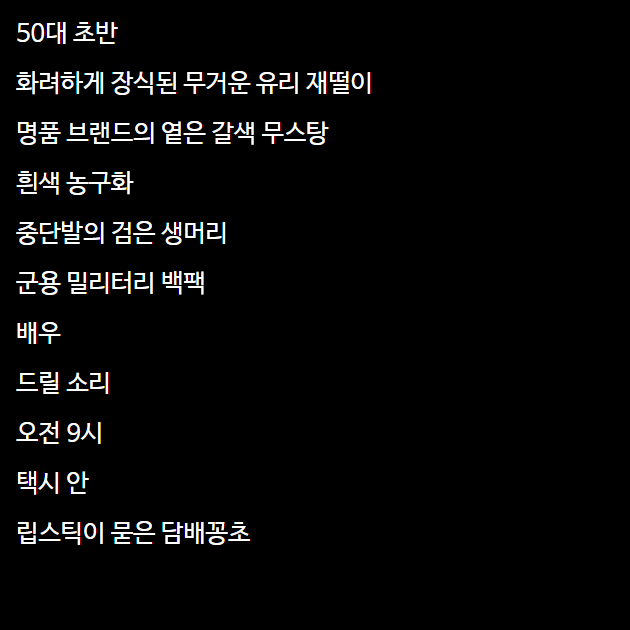 50대 초반
화려하게 장식된 무거운 유리 재떨이
명품 브랜드의 옅은 갈색 무스탕
흰색 농구화
중단발의 검은 생머리
군용 밀리터리 백팩
배우
드릴 소리
오전 9시
택시 안
립스틱이 묻은 담배꽁초